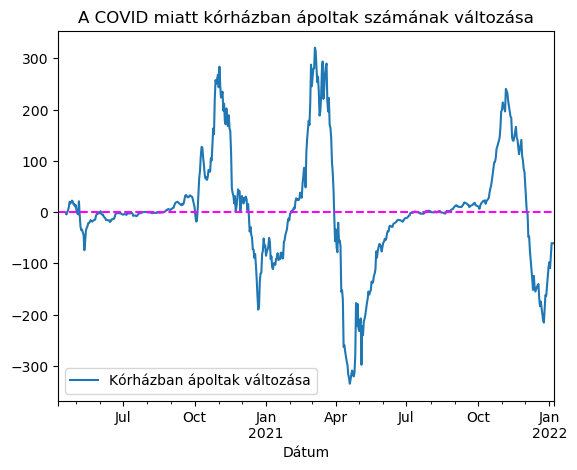 A COVID miatt kórházban ápoltak számának változása
300
200
100
0
−100
−200
−300
Kórházban ápoltak változása
Jul Oct Jan Apr Jul Oct Jan
2021 2022
Dátum